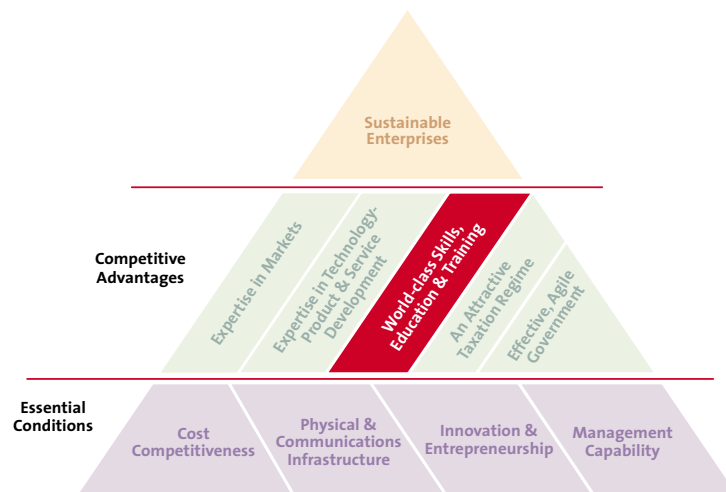 Sustainable
Enterprises
Competitive
Advantages
Expertise in Markets
Expertise in Technology-
Product & Service
Development
World-class Skills,
Education & Training
An Attractive
Taxation Regime
Effective, Agile
Government
Essential
Conditions
Cost
Competitiveness
Physical &
Communications
Infrastructure
Innovation &
Entrepreneurship
Management
Capability